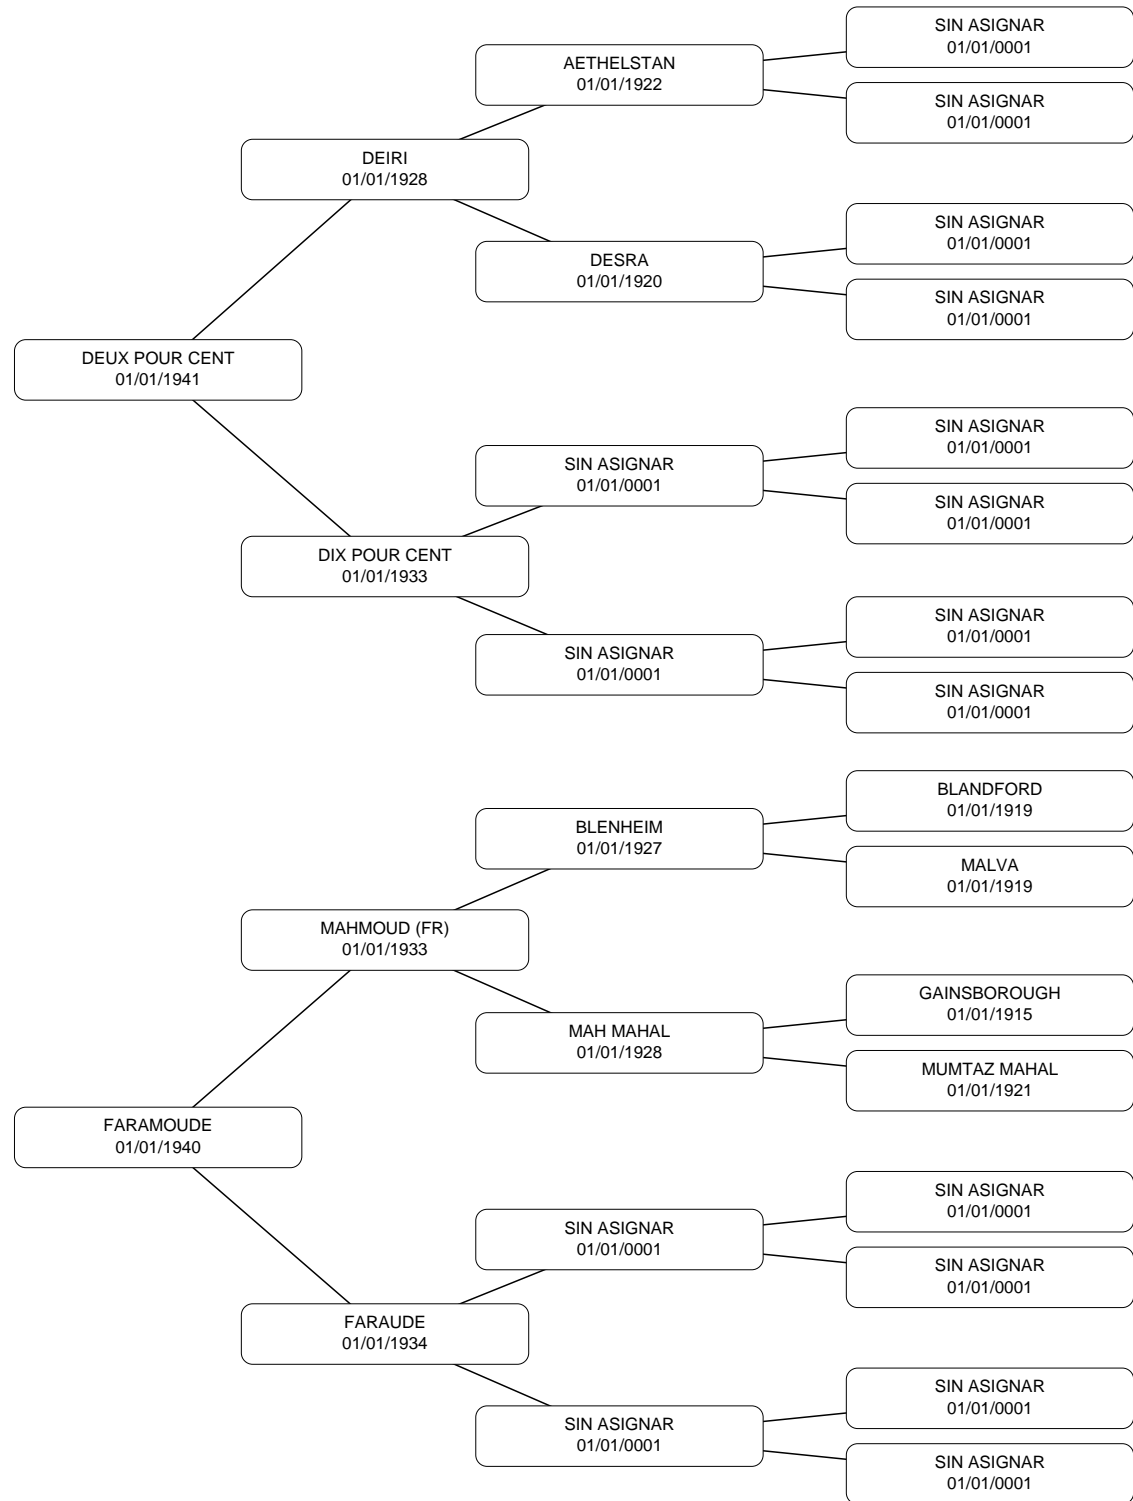 SIN ASIGNAR
01/01/0001
AETHELSTAN
01/01/1922
SIN ASIGNAR
01/01/0001
DEIRI
01/01/1928
SIN ASIGNAR
01/01/0001
DESRA
01/01/1920
SIN ASIGNAR
01/01/0001
DEUX POUR CENT
01/01/1941
SIN ASIGNAR
01/01/0001
SIN ASIGNAR
01/01/0001
SIN ASIGNAR
01/01/0001
DIX POUR CENT
01/01/1933
SIN ASIGNAR
01/01/0001
SIN ASIGNAR
01/01/0001
SIN ASIGNAR
01/01/0001
BLANDFORD
01/01/1919
BLENHEIM
01/01/1927
MALVA
01/01/1919
MAHMOUD (FR)
01/01/1933
GAINSBOROUGH
01/01/1915
MAH MAHAL
01/01/1928
MUMTAZ MAHAL
01/01/1921
FARAMOUDE
01/01/1940
SIN ASIGNAR
01/01/0001
SIN ASIGNAR
01/01/0001
SIN ASIGNAR
01/01/0001
FARAUDE
01/01/1934
SIN ASIGNAR
01/01/0001
SIN ASIGNAR
01/01/0001
SIN ASIGNAR
01/01/0001